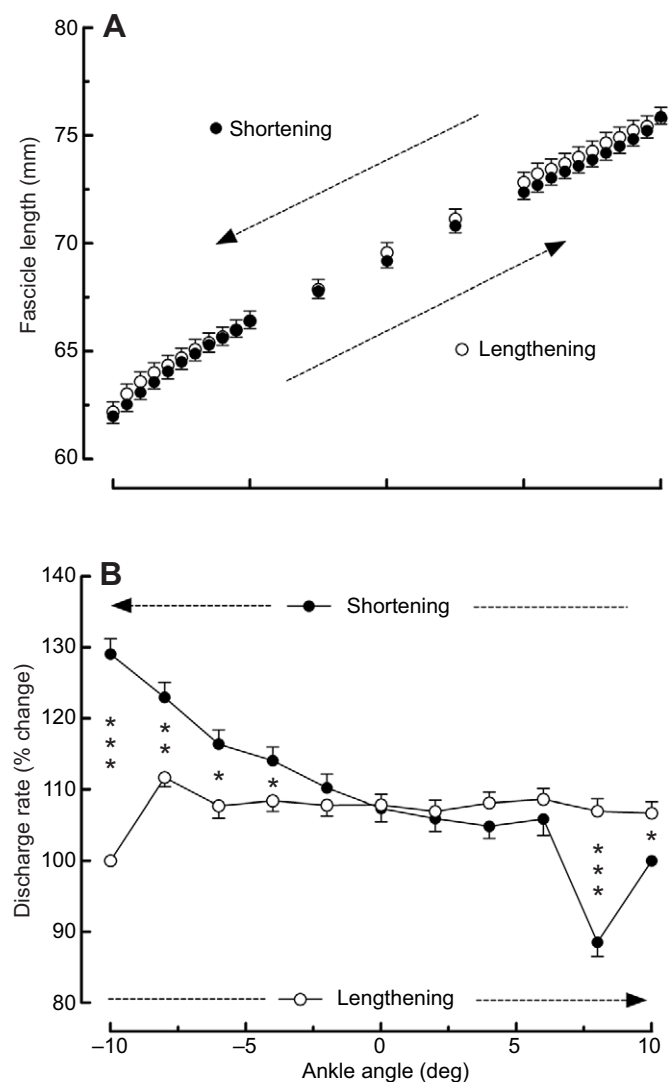 A
80
75
70
65
60
Fascicle length (mm)
Shortening
Lengthening
B
140
130
120
110
100
90
80
Discharge rate (% change)
Shortening
***
**
*
*
***
*
Lengthening
–10
–5
0
5
10
Ankle angle (deg)